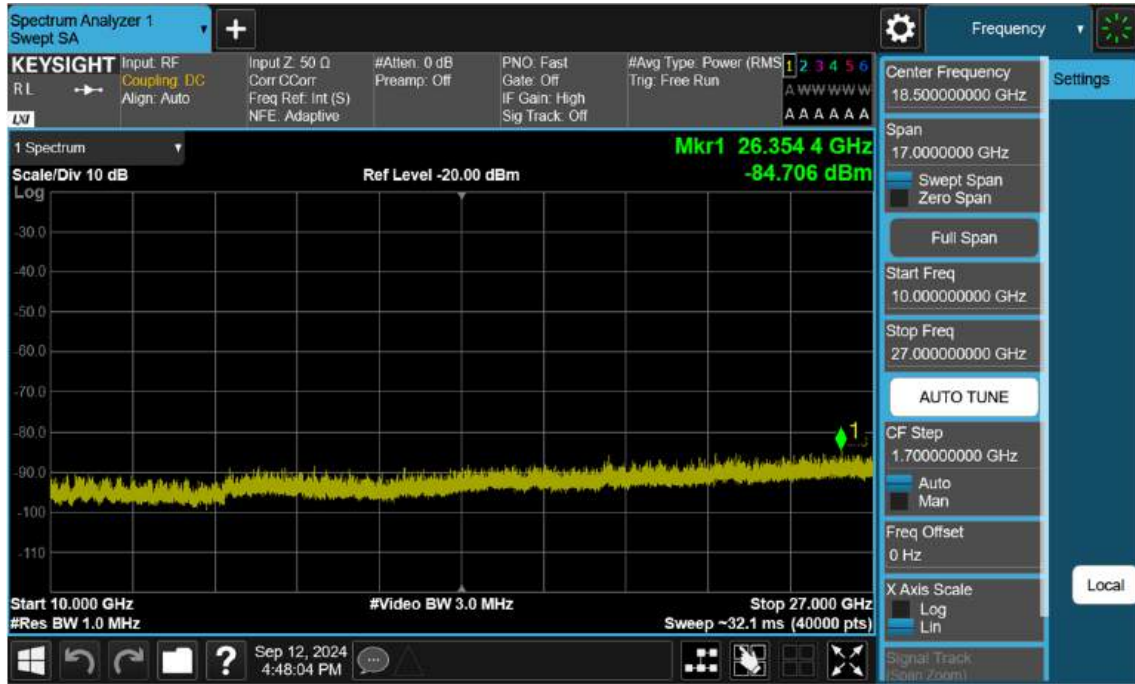 Spectrum Analyzer 1
Swept SA
+
Frequency
KEYSIGHT
RL
LXI
Input: RF
Coupling: DC
Align: Auto
Input Z: 50 Ω
Corr CCorr
Freq Ref: Int (S)
NFE: Adaptive
#Atten: 0 dB
Preamp: Off
PNO: Fast
Gate: Off
IF Gain: High
Sig Track: Off
#Avg Type: Power (RMS
Trig: Free Run
1 2 3 4 5 6
A W W W W W
A A A A A A
1 Spectrum
Scale/Div 10 dB
Ref Level -20.00 dBm
Mkr1 26.354 4 GHz
-84.706 dBm
Log
-30.0
-40.0
-50.0
-60.0
-70.0
-80.0
-90.0
-100
-110
1
Start 10.000 GHz
#Video BW 3.0 MHz
Stop 27.000 GHz
#Res BW 1.0 MHz
Sweep ~32.1 ms (40000 pts)
Center Frequency
18.500000000 GHz
Settings
Span
17.0000000 GHz
Swept Span
Zero Span
Full Span
Start Freq
10.000000000 GHz
Stop Freq
27.000000000 GHz
AUTO TUNE
CF Step
1.700000000 GHz
Auto
Man
Freq Offset
0 Hz
X Axis Scale
Log
Lin
Local
Signal Track
(Span Zoom)
?
Sep 12, 2024
4:48:04 PM